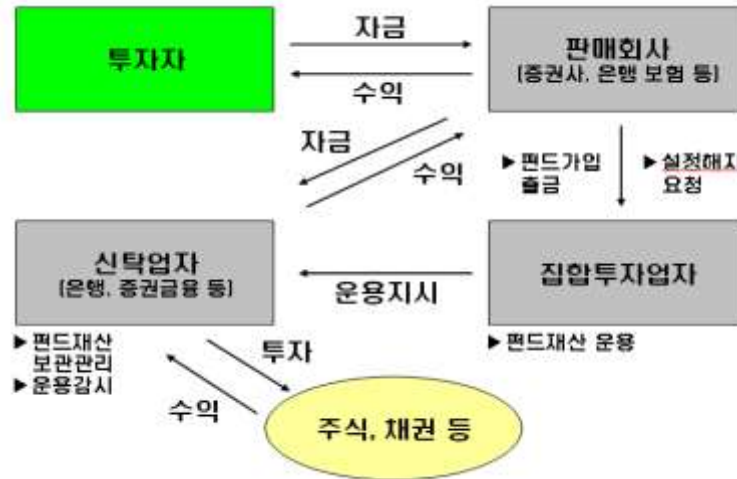 자금
투자자
판매회사
(증권사, 은행 보험 등)
수익
자금
수익
▶ 펀드가입
출금
▶ 설정해지
요청
신탁업자
(은행, 증권금융 등)
운용지시
집합투자업자
▶ 펀드재산
보관관리
▶ 운용감시
투자
▶ 펀드재산 운용
수익
주식, 채권 등